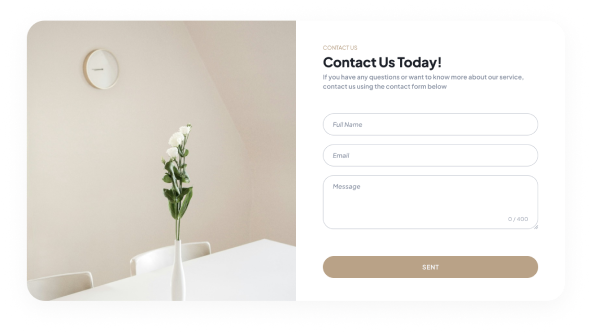 CONTACT US
Contact Us Today!
If you have any questions or want to know more about our service,
contact us using the contact form below
Full Name
Email
Message
0 / 400
SENT